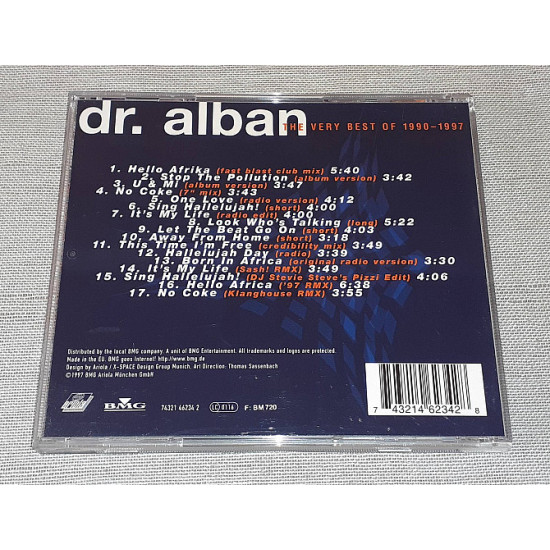 dr. alban THE VERY BEST OF 1990-1997
1. Hello Afrika (fast blast club mix) 5:40
2. Stop The Pollution (album version) 3:42
3. U & Mi (album version) 3:47
4. No Coke (7" mix) 3:43
5. One Love (radio version) 4:12
6. Sing Hallelujah! (short) 4:00
7. It's My Life (radio edit) 4:00
8. Look Who's Talking (long) 5:22
9. Let The Beat Go On (short) 4:03
10. Away From Home (short) 3:18
11. This Time I'm Free (credibility mix) 3:49
12. Hallelujah Day (radio) 3:39
13. Born In Africa (original radio version) 3:30
14. It's My Life (Sash! RMX) 3:49
15. Sing Hallelujah! (DJ Stevie Steve's Pizzi Edit) 4:06
16. Hello Africa ('97 RMX) 6:38
17. No Coke (Klanghouse RMX) 3:55
Distributed by the local BMG company. A unit of BMG Entertainment. All trademarks and logos are protected.
Made in the EU. BMG goes Internet! http://www.bmg.de
Design by Ariola / X-SPACE Design Group Munich. Art Direction: Thomas Sassenbach
©1997 BMG Ariola München GmbH
BMG 74321 46234 2 LC 0116 F: BM 720
7 43214 62342 8